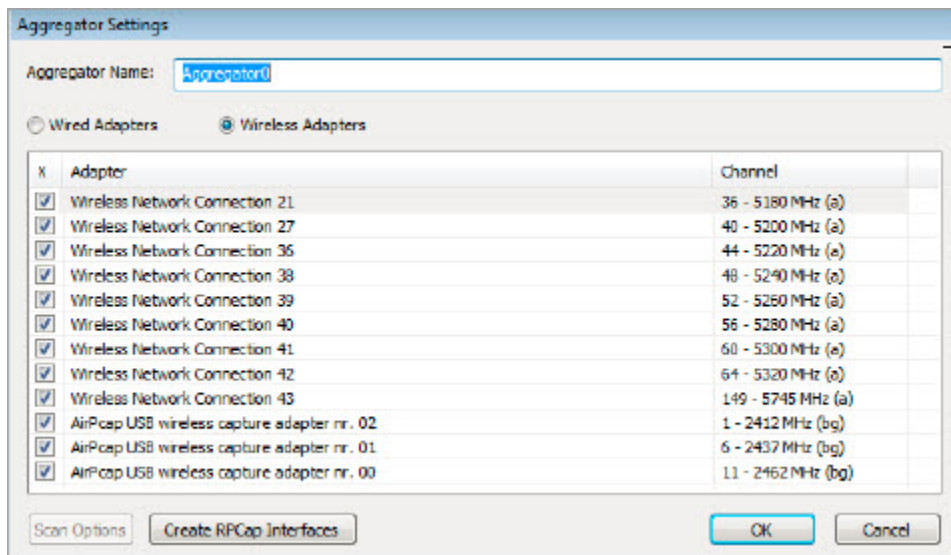 Aggregator Settings
Aggregator Name: Aggregator0
Wired Adapters Wireless Adapters
X Adapter Channel
Wireless Network Connection 21 36 - 5180 MHz (a)
Wireless Network Connection 27 40 - 5200 MHz (a)
Wireless Network Connection 36 44 - 5220 MHz (a)
Wireless Network Connection 38 48 - 5240 MHz (a)
Wireless Network Connection 39 52 - 5260 MHz (a)
Wireless Network Connection 40 56 - 5280 MHz (a)
Wireless Network Connection 41 60 - 5300 MHz (a)
Wireless Network Connection 42 64 - 5320 MHz (a)
Wireless Network Connection 43 149 - 5745 MHz (a)
AirPcap USB wireless capture adapter nr. 02 1 - 2412 MHz (bg)
AirPcap USB wireless capture adapter nr. 01 6 - 2437 MHz (bg)
AirPcap USB wireless capture adapter nr. 00 11 - 2462 MHz (bg)
Scan Options Create RPCap Interfaces OK Cancel